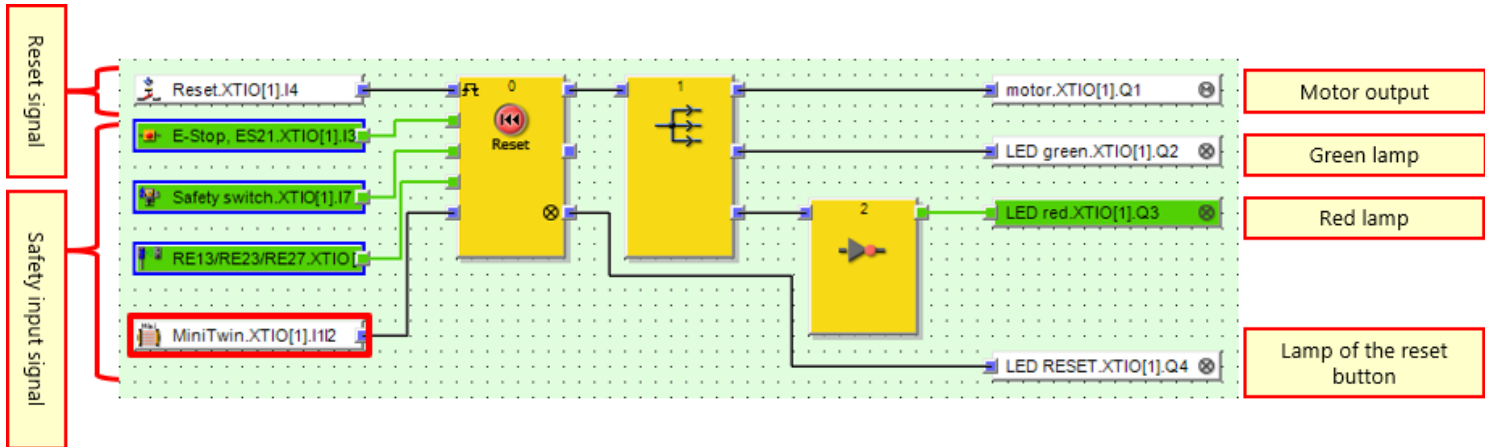 Reset signal
Safety input signal
Reset.XTIO[1].I4
E-Stop, ES21.XTIO[1].I3
Safety switch.XTIO[1].I7
RE13/RE23/RE27.XTIO[
MiniTwin.XTIO[1].I1I2
0
Reset
1
2
motor.XTIO[1].Q1
LED green.XTIO[1].Q2
LED red.XTIO[1].Q3
LED RESET.XTIO[1].Q4
Motor output
Green lamp
Red lamp
Lamp of the reset
button